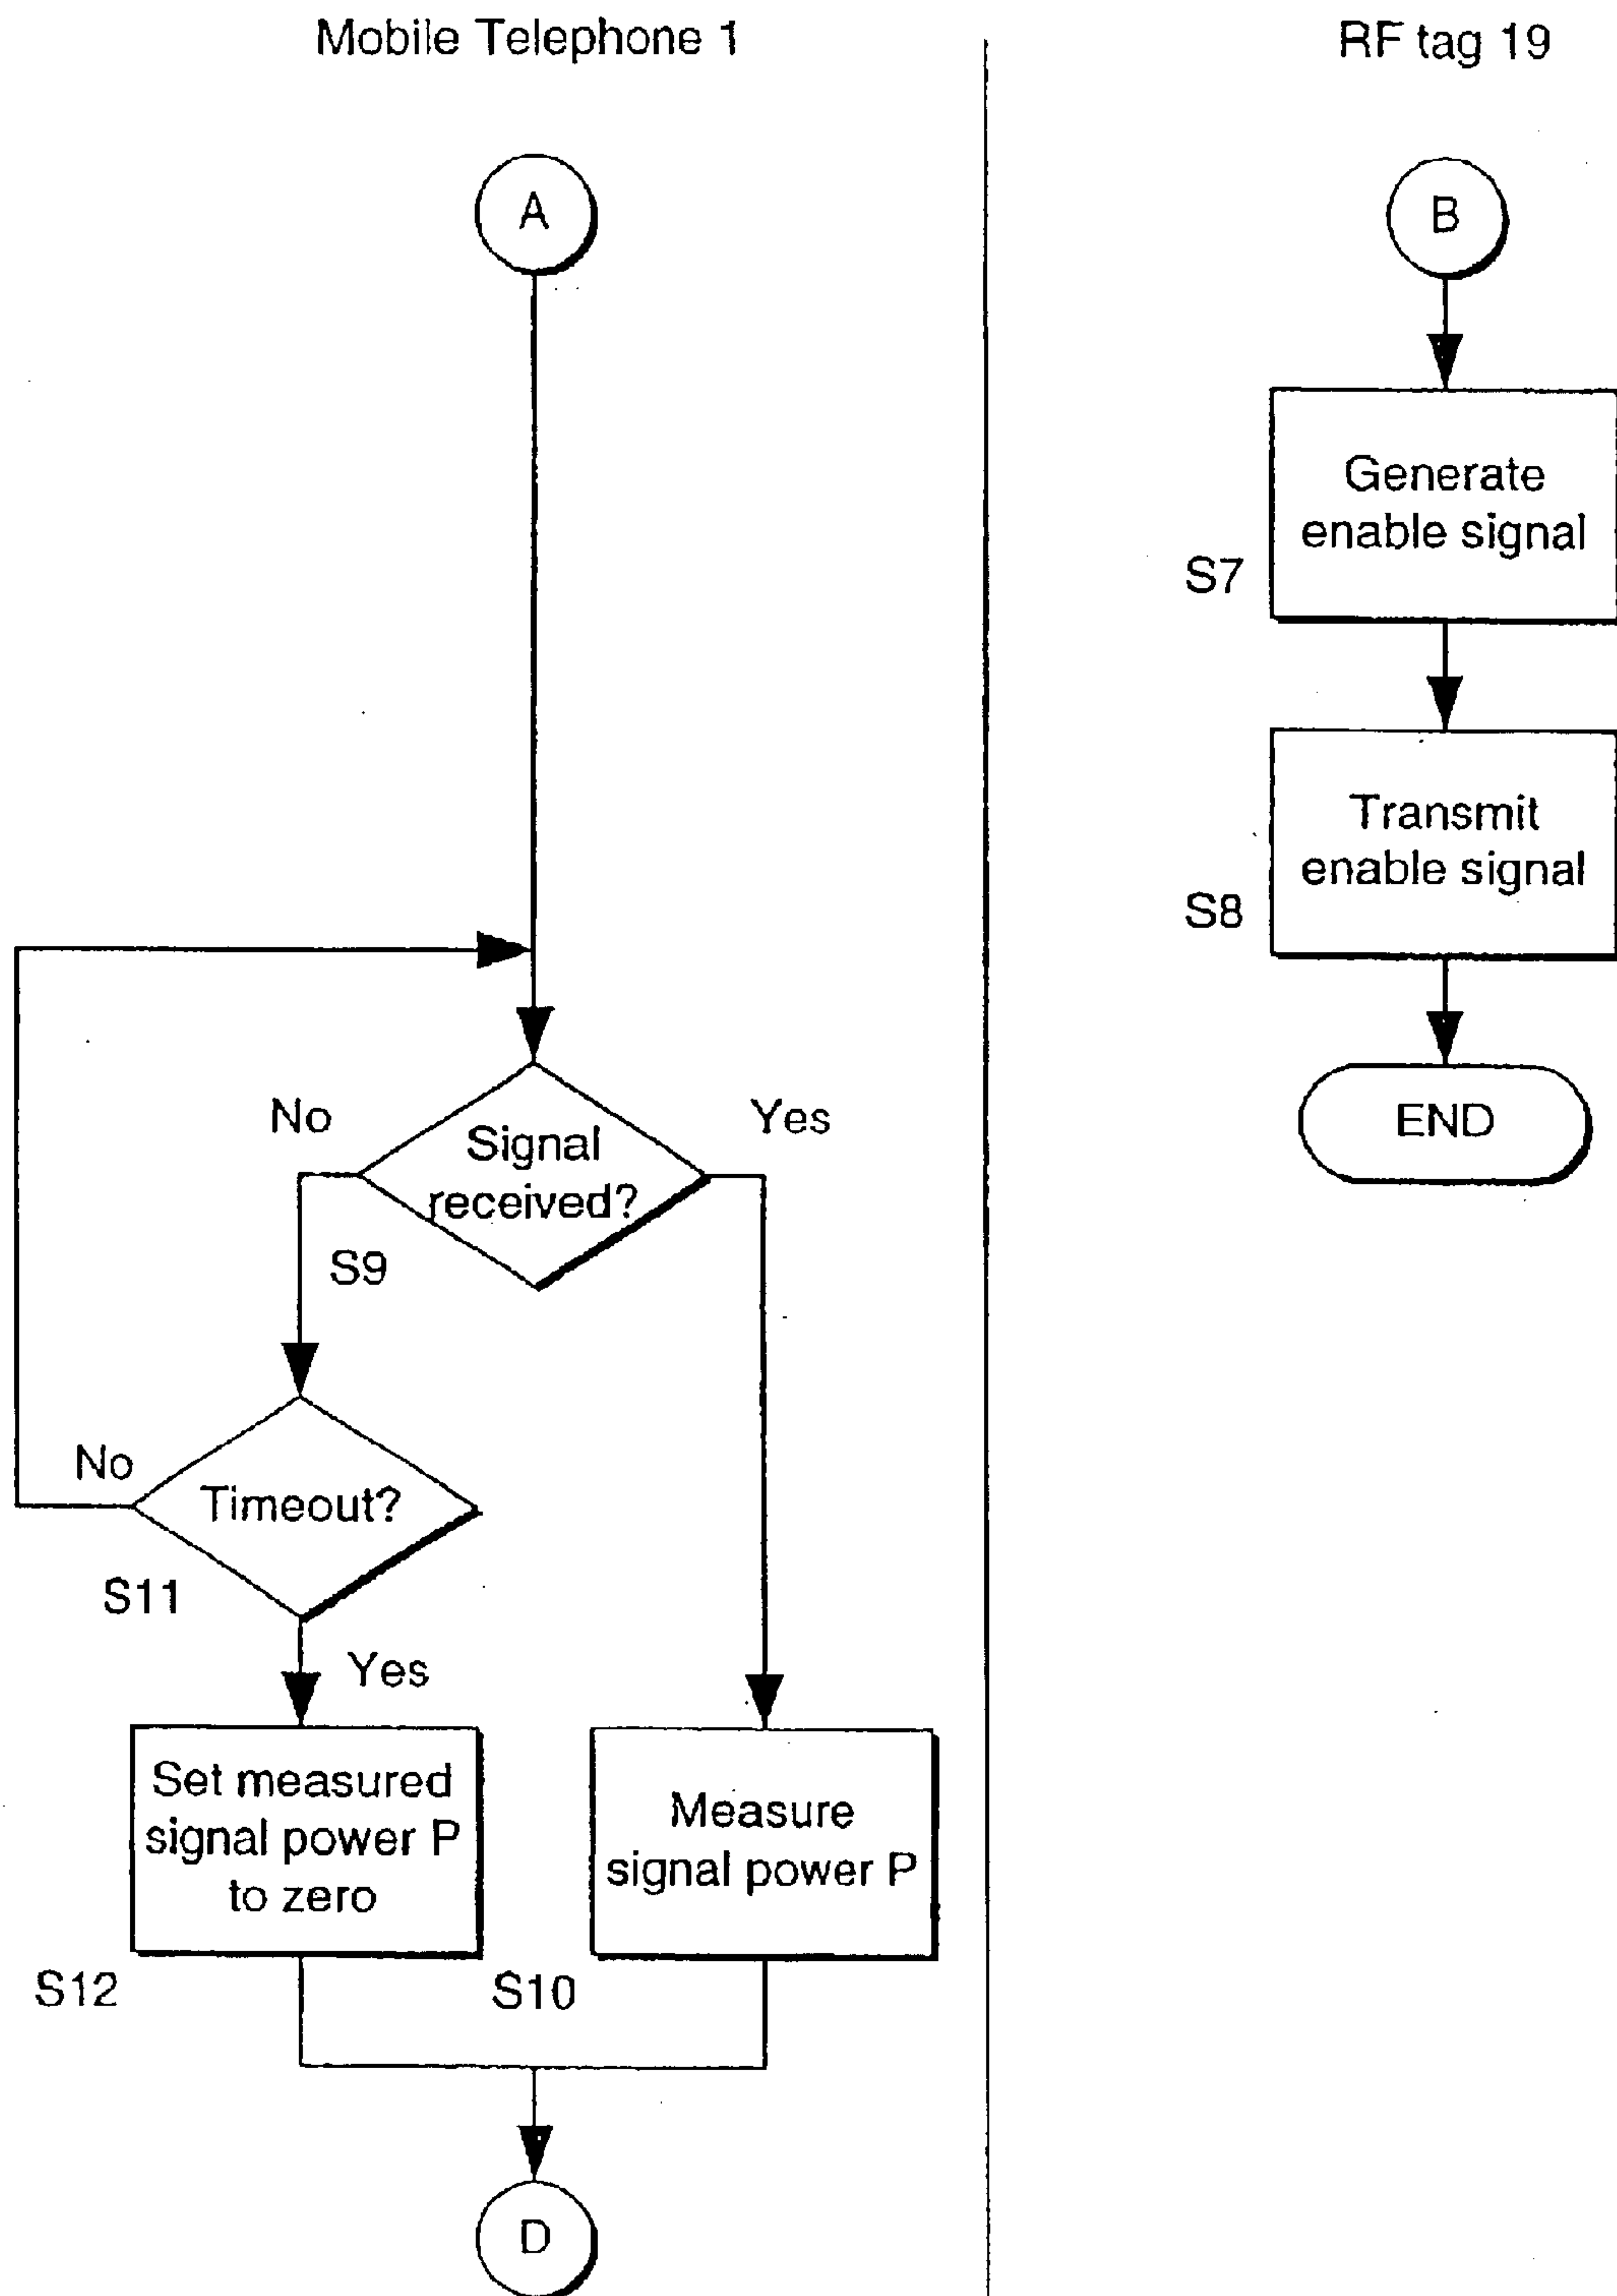 Mobile Telephone 1
RF tag 19
A
B
Generate
enable signal
S7
Transmit
enable signal
S8
END
No
Yes
Signal
received?
S9
No
Timeout?
S11
Yes
Set measured
signal power P
to zero
S12
Measure
signal power P
S10
D